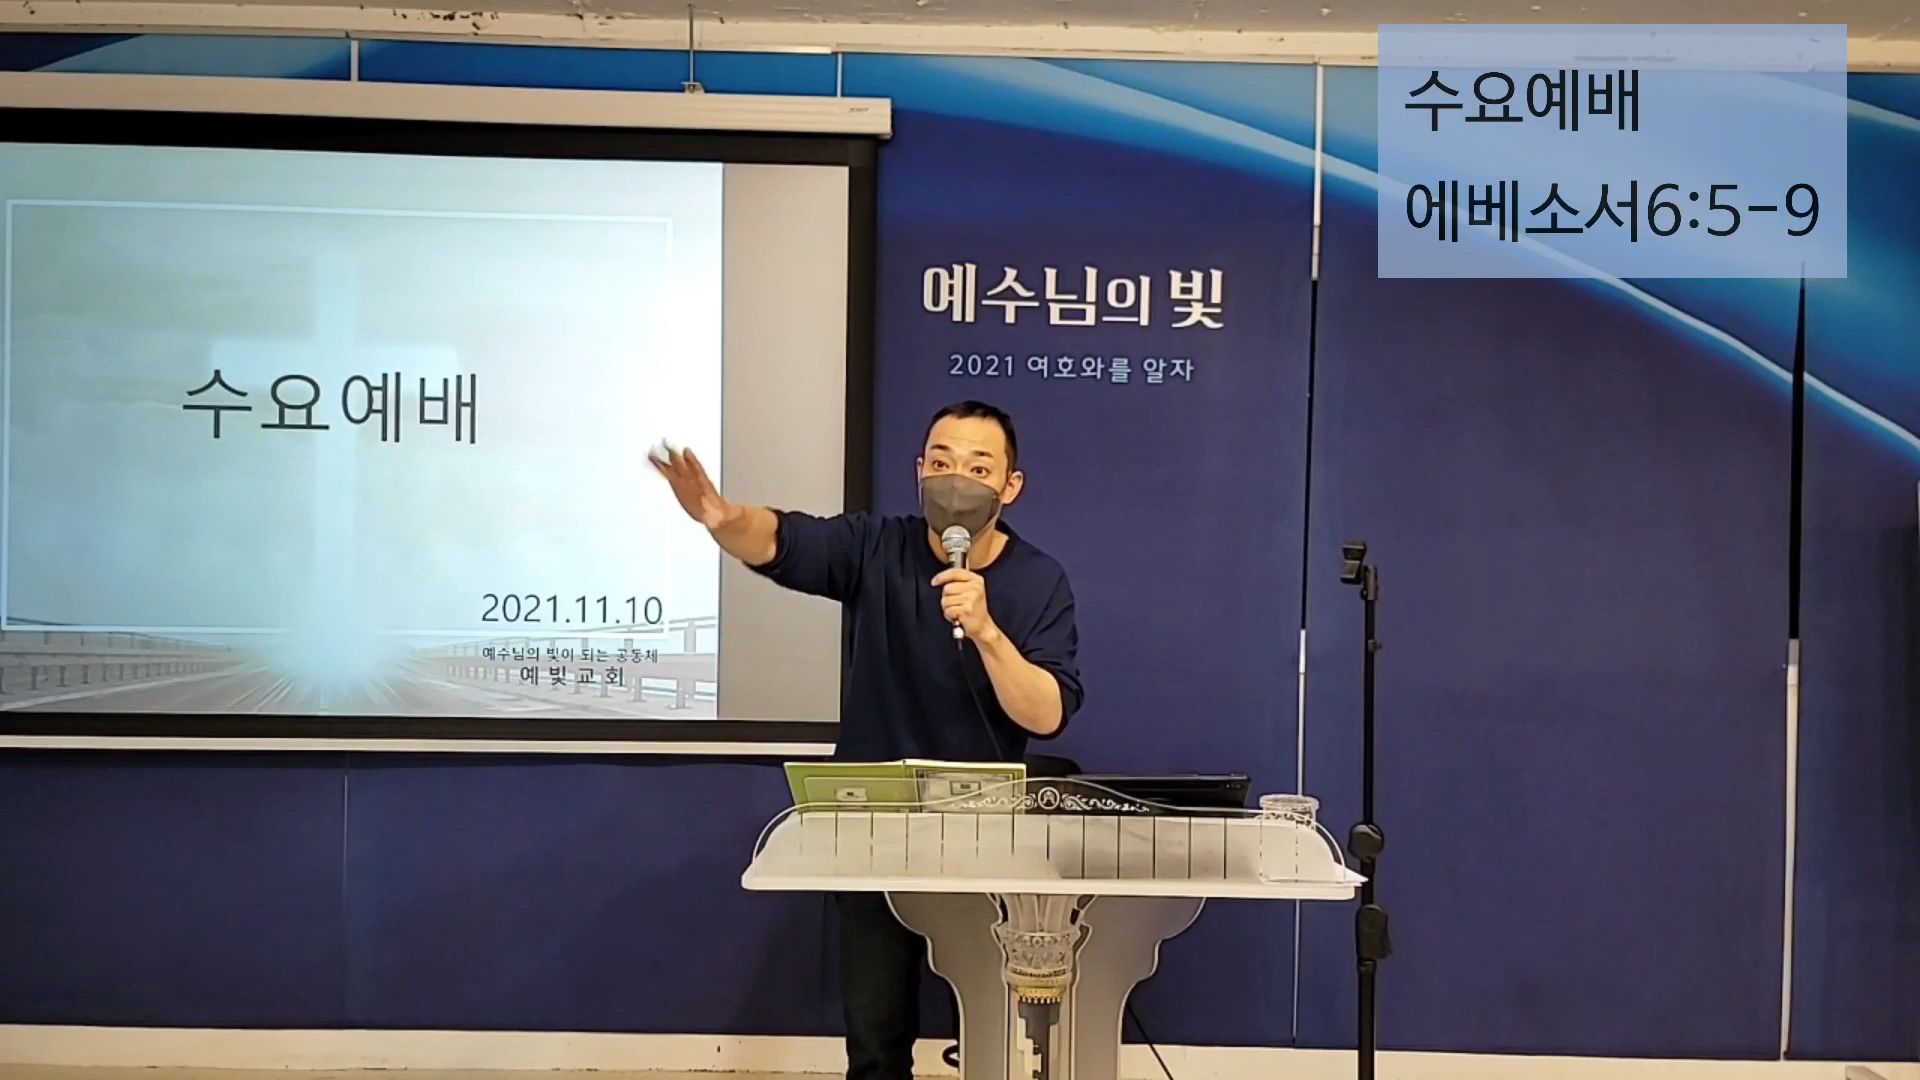 수요예배
에베소서6:5-9
예수님의 빛
2021 여호와를 알자
수요예배
2021.11.10
예수님의 빛이 되는 공동체
예빛교회